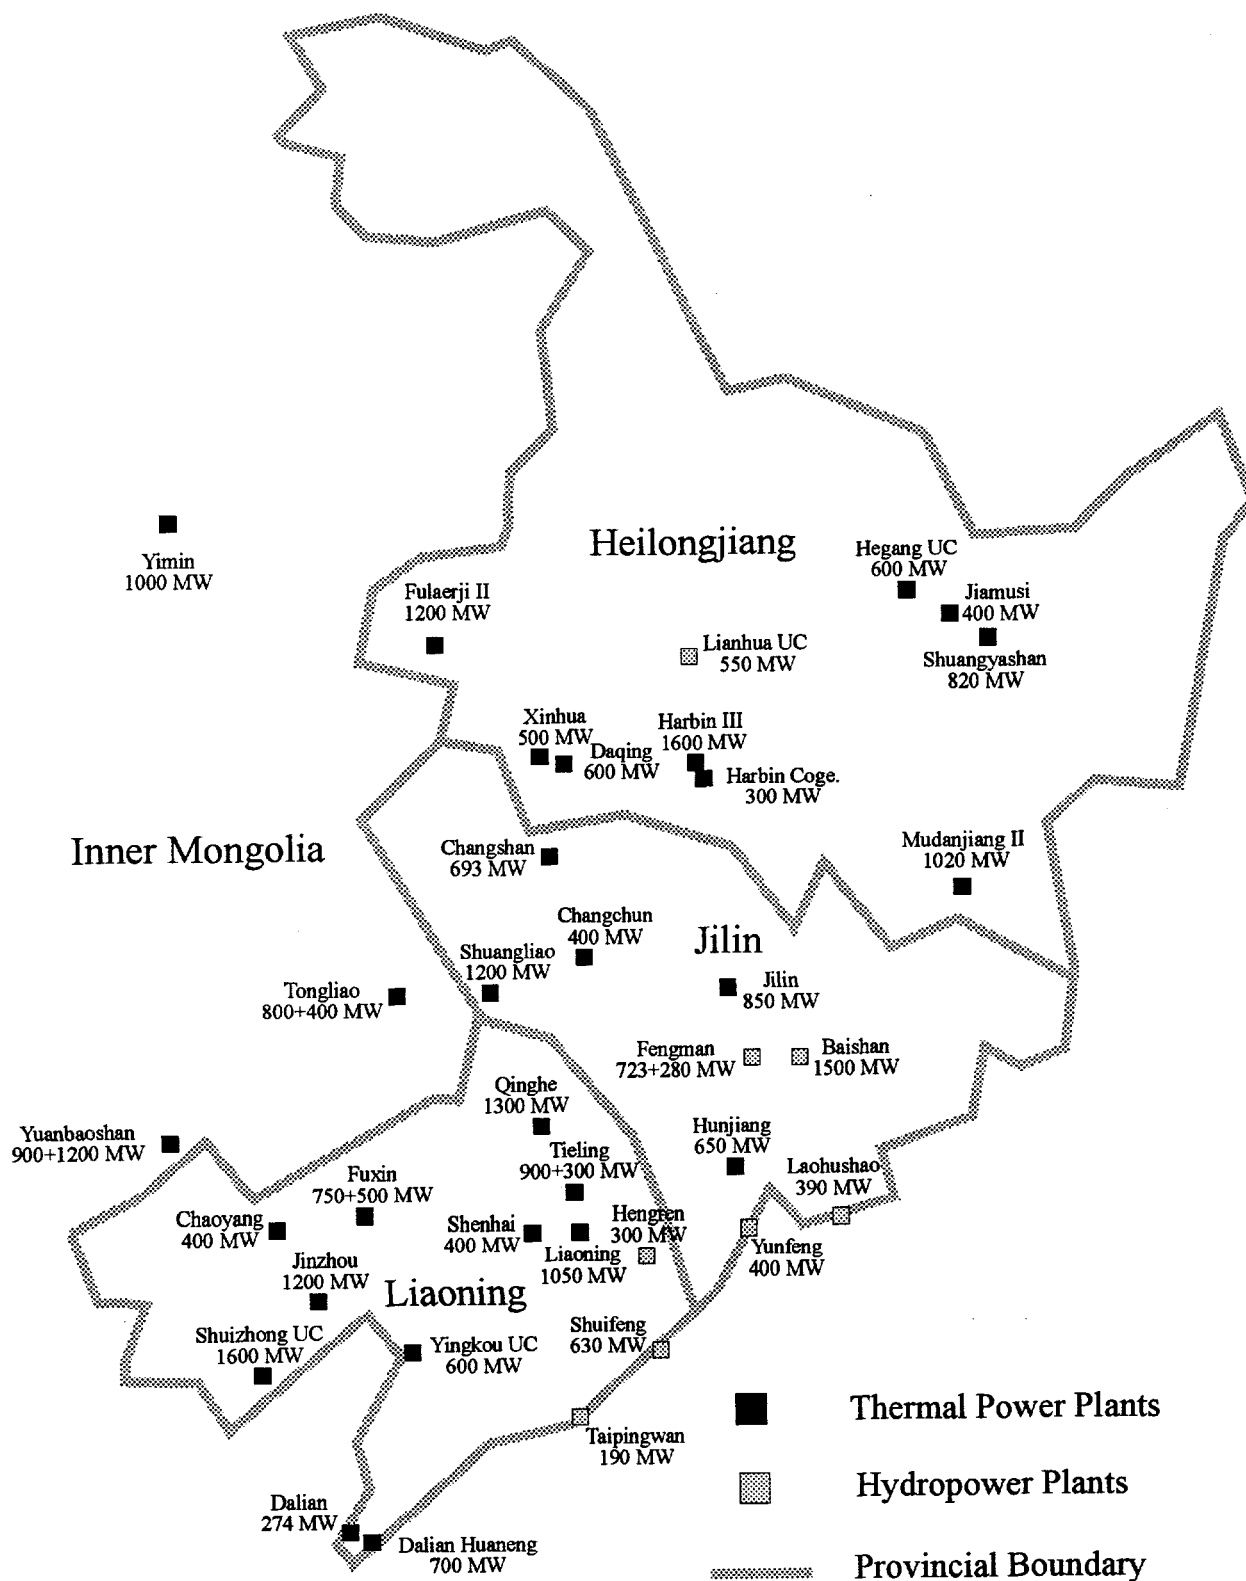 Heilongjiang
Hegang UC
600 MW
Yimin
1000 MW
Fulaerji II
1200 MW
Jiamusi
400 MW
Lianhua UC
550 MW
Shuangyashan
820 MW
Xinhua
500 MW
Harbin III
1600 MW
Daqing
600 MW
Harbin Coge.
300 MW
Inner Mongolia
Changshan
693 MW
Mudanjiang II
1020 MW
Changchun
400 MW
Jilin
Shuangliao
1200 MW
Jilin
850 MW
Tongliao
800+400 MW
Fengman
723+280 MW
Baishan
1500 MW
Qinghe
1300 MW
Yuanbaoshan
900+1200 MW
Hunjiang
650 MW
Tieling
900+300 MW
Laohushao
390 MW
Fuxin
750+500 MW
Chaoyang
400 MW
Shenhai
400 MW
Hengren
300 MW
Liaoning
1050 MW
Yunfeng
400 MW
Jinzhou
1200 MW
Liaoning
Shuizhong UC
1600 MW
Yingkou UC
600 MW
Shuifeng
630 MW
Thermal Power Plants
Taipingwan
190 MW
Hydropower Plants
Dalian
274 MW
Dalian Huaneng
700 MW
Provincial Boundary